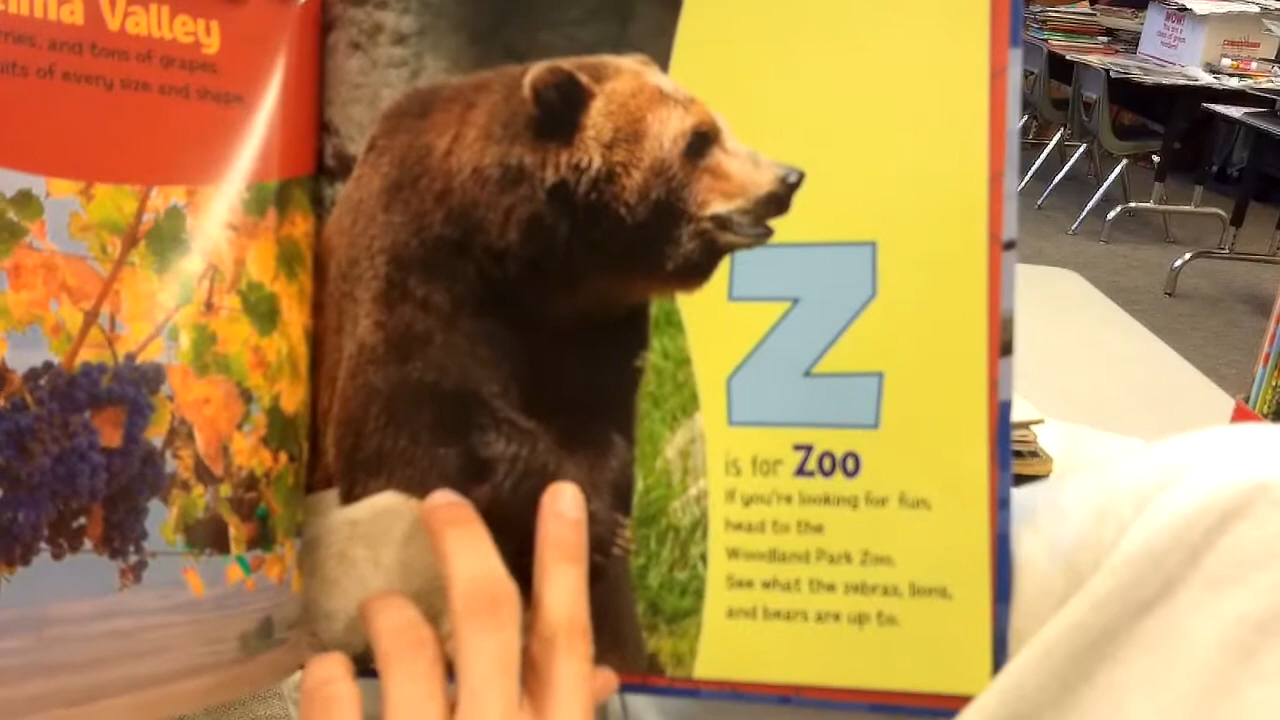 Valley
and tons of grapes.
of every size and shape.
Z
is for Zoo
If you're looking for fun,
head to the
Woodland Park Zoo.
See what the zebras, lions,
and bears are up to.
WOW!